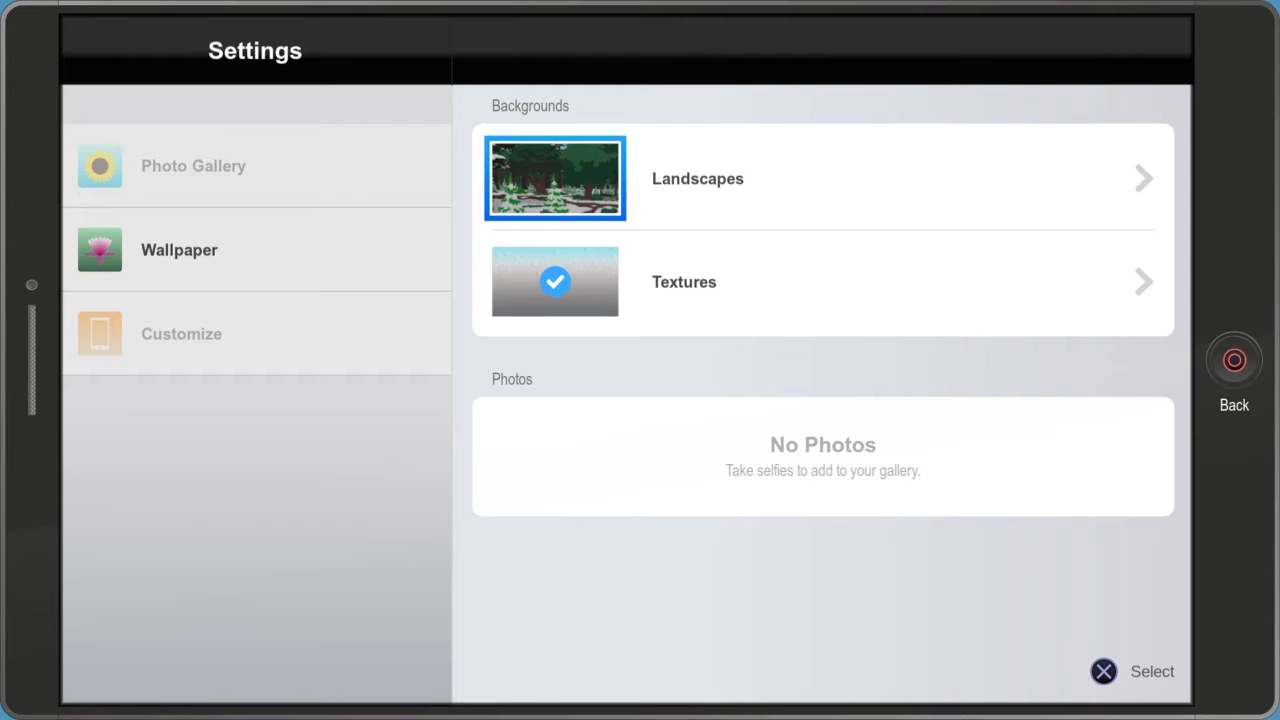 Settings
Photo Gallery
Wallpaper
Customize
Backgrounds
Landscapes
Textures
Photos
No Photos
Take selfies to add to your gallery.
Back
Select